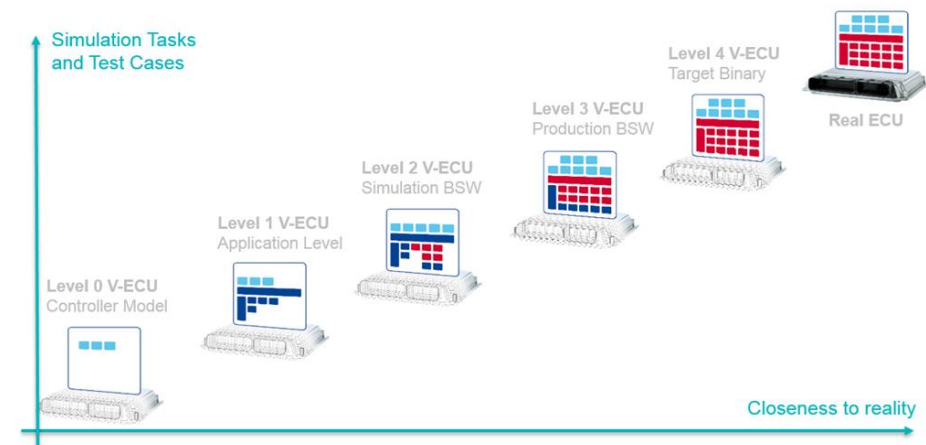 Simulation Tasks
and Test Cases
Level 0 V-ECU
Controller Model
Level 1 V-ECU
Application Level
Level 2 V-ECU
Simulation BSW
Level 3 V-ECU
Production BSW
Level 4 V-ECU
Target Binary
Real ECU
Closeness to reality